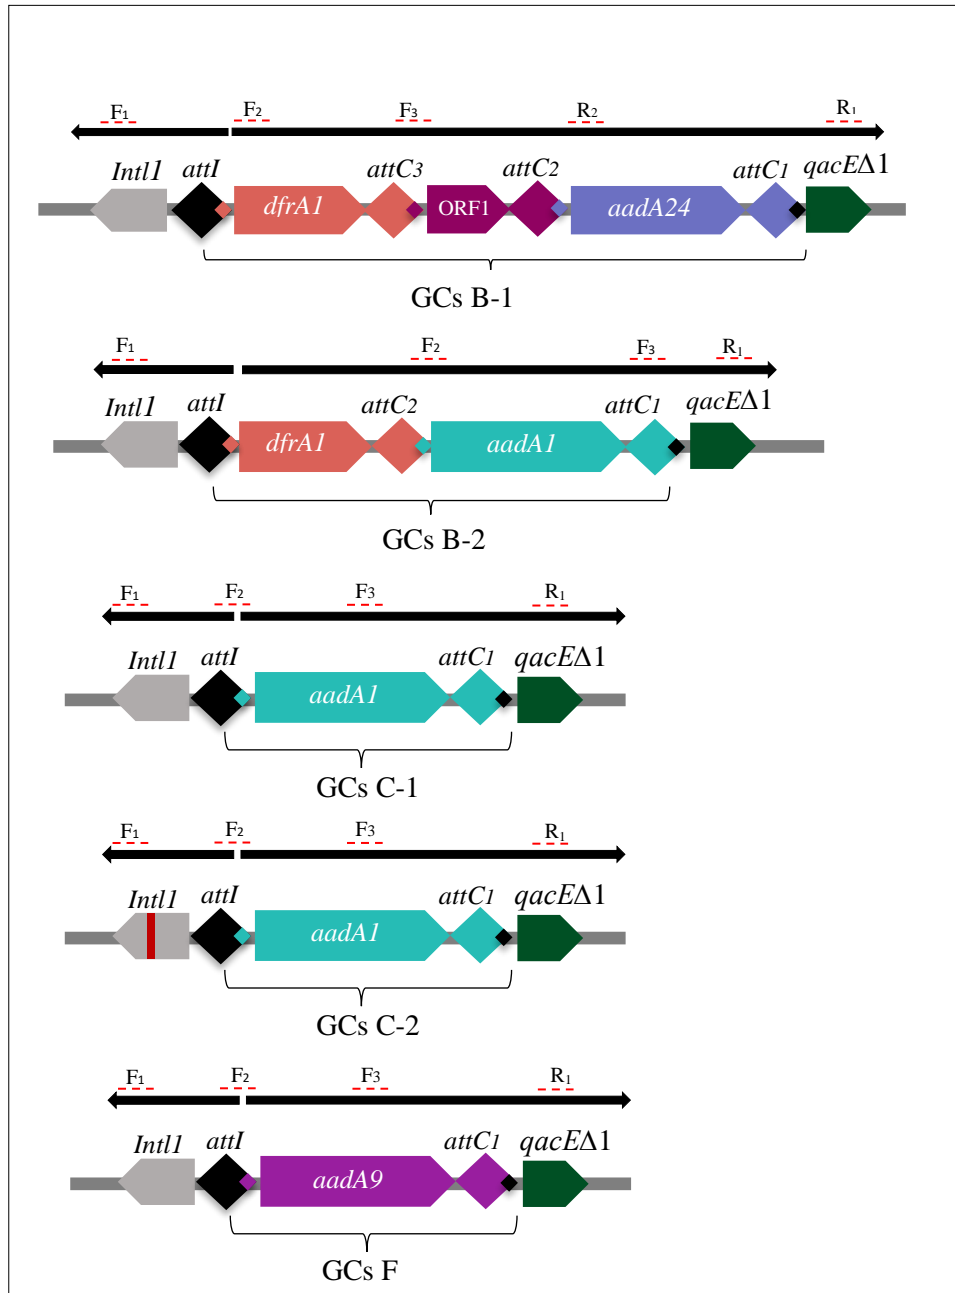 F₁ F₂ F₃ R₂ R₁
IntI1 attI attC3 attC2 attC1 qacEΔ1
dfrA1 ORF1 aadA24
GCs B-1
F₁ F₂ F₃ R₁
IntI1 attI attC2 attC1 qacEΔ1
dfrA1 aadA1
GCs B-2
F₁ F₂ F3 R₁
IntI1 attI attC1 qacEΔ1
aadA1
GCs C-1
F₁ F₂ F3 R₁
IntI1 attI attC1 qacEΔ1
aadA1
GCs C-2
F₁ F₂ F₃ R₁
IntI1 attI attC1 qacEΔ1
aadA9
GCs F